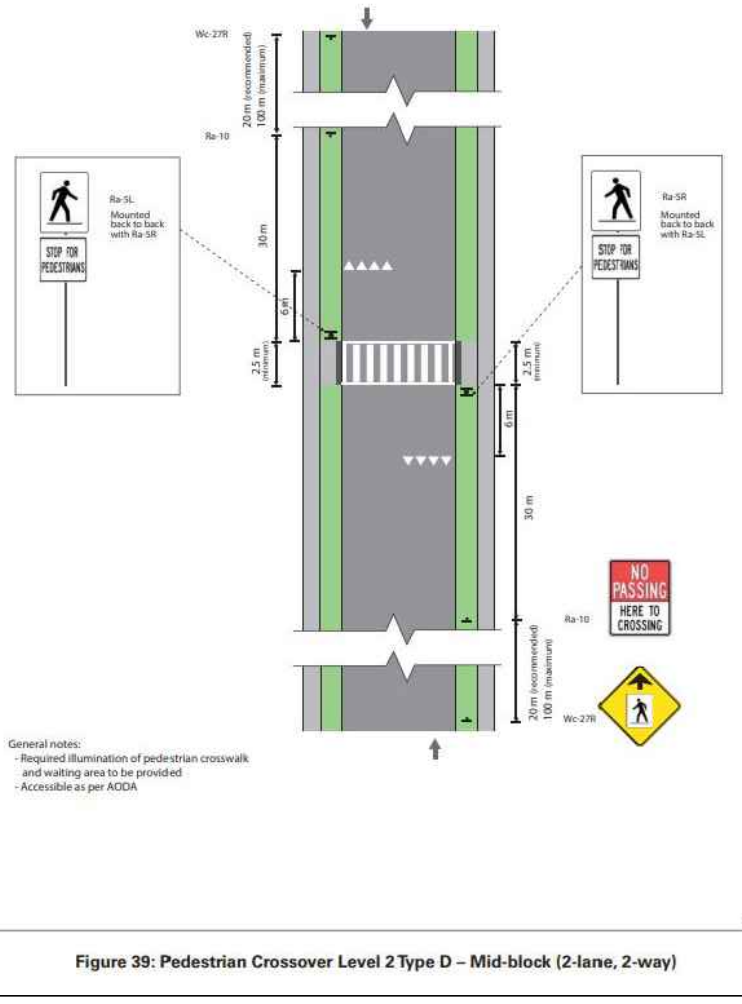 Wc-27R
20 m (recommended)
100 m (maximum)
Ra-10
30 m
6 m
2.5 m
(minimum)
Ra-5L
Mounted
back to back
with Ra-5R
STOP FOR
PEDESTRIANS
Ra-5R
Mounted
back to back
with Ra-5L
STOP FOR
PEDESTRIANS
2.5 m
(minimum)
6 m
30 m
NO
PASSING
HERE TO
CROSSING
Ra-10
20 m (recommended)
100 m (maximum)
Wc-27R
General notes:
- Required illumination of pedestrian crosswalk
and waiting area to be provided
- Accessible as per AODA
Figure 39: Pedestrian Crossover Level 2 Type D – Mid-block (2-lane, 2-way)